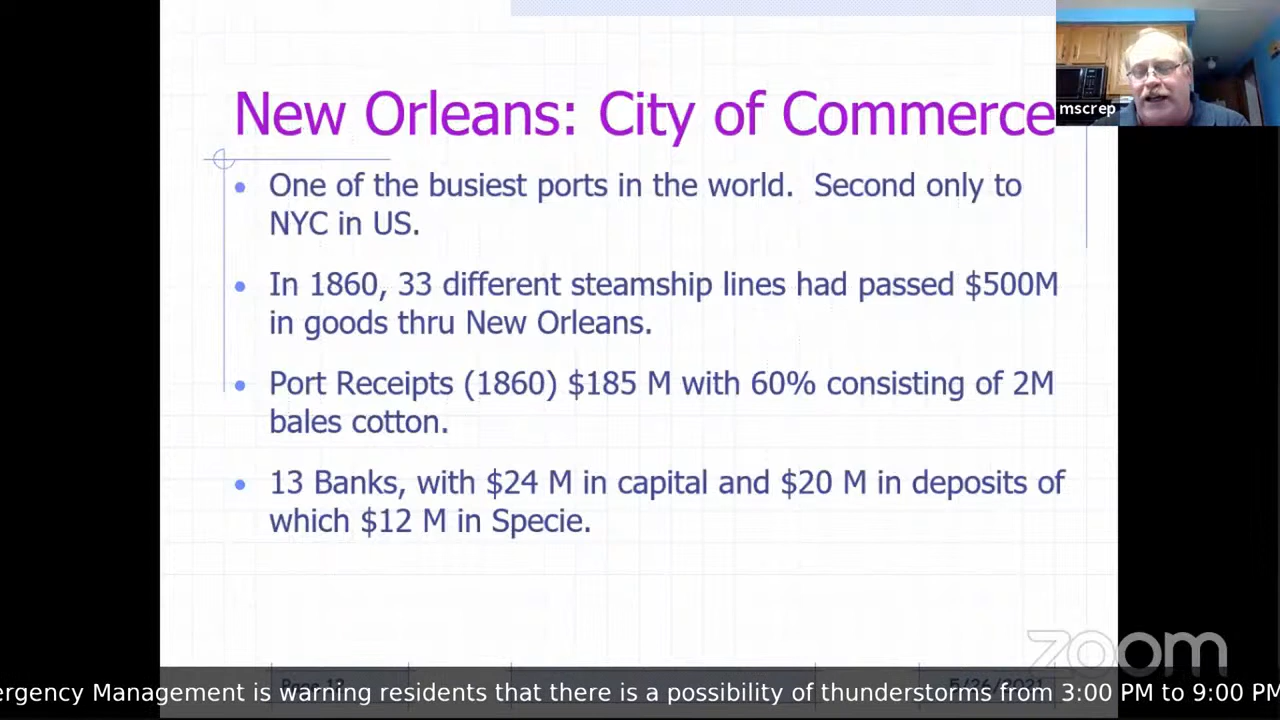 New Orleans: City of Commerce
mscrep
One of the busiest ports in the world. Second only to
NYC in US.
In 1860, 33 different steamship lines had passed $500M
in goods thru New Orleans.
Port Receipts (1860) $185 M with 60% consisting of 2M
bales cotton.
13 Banks, with $24 M in capital and $20 M in deposits of
which $12 M in Specie.
zoom
5/26/2021
ergency Management is warning residents that there is a possibility of thunderstorms from 3:00 PM to 9:00 PM